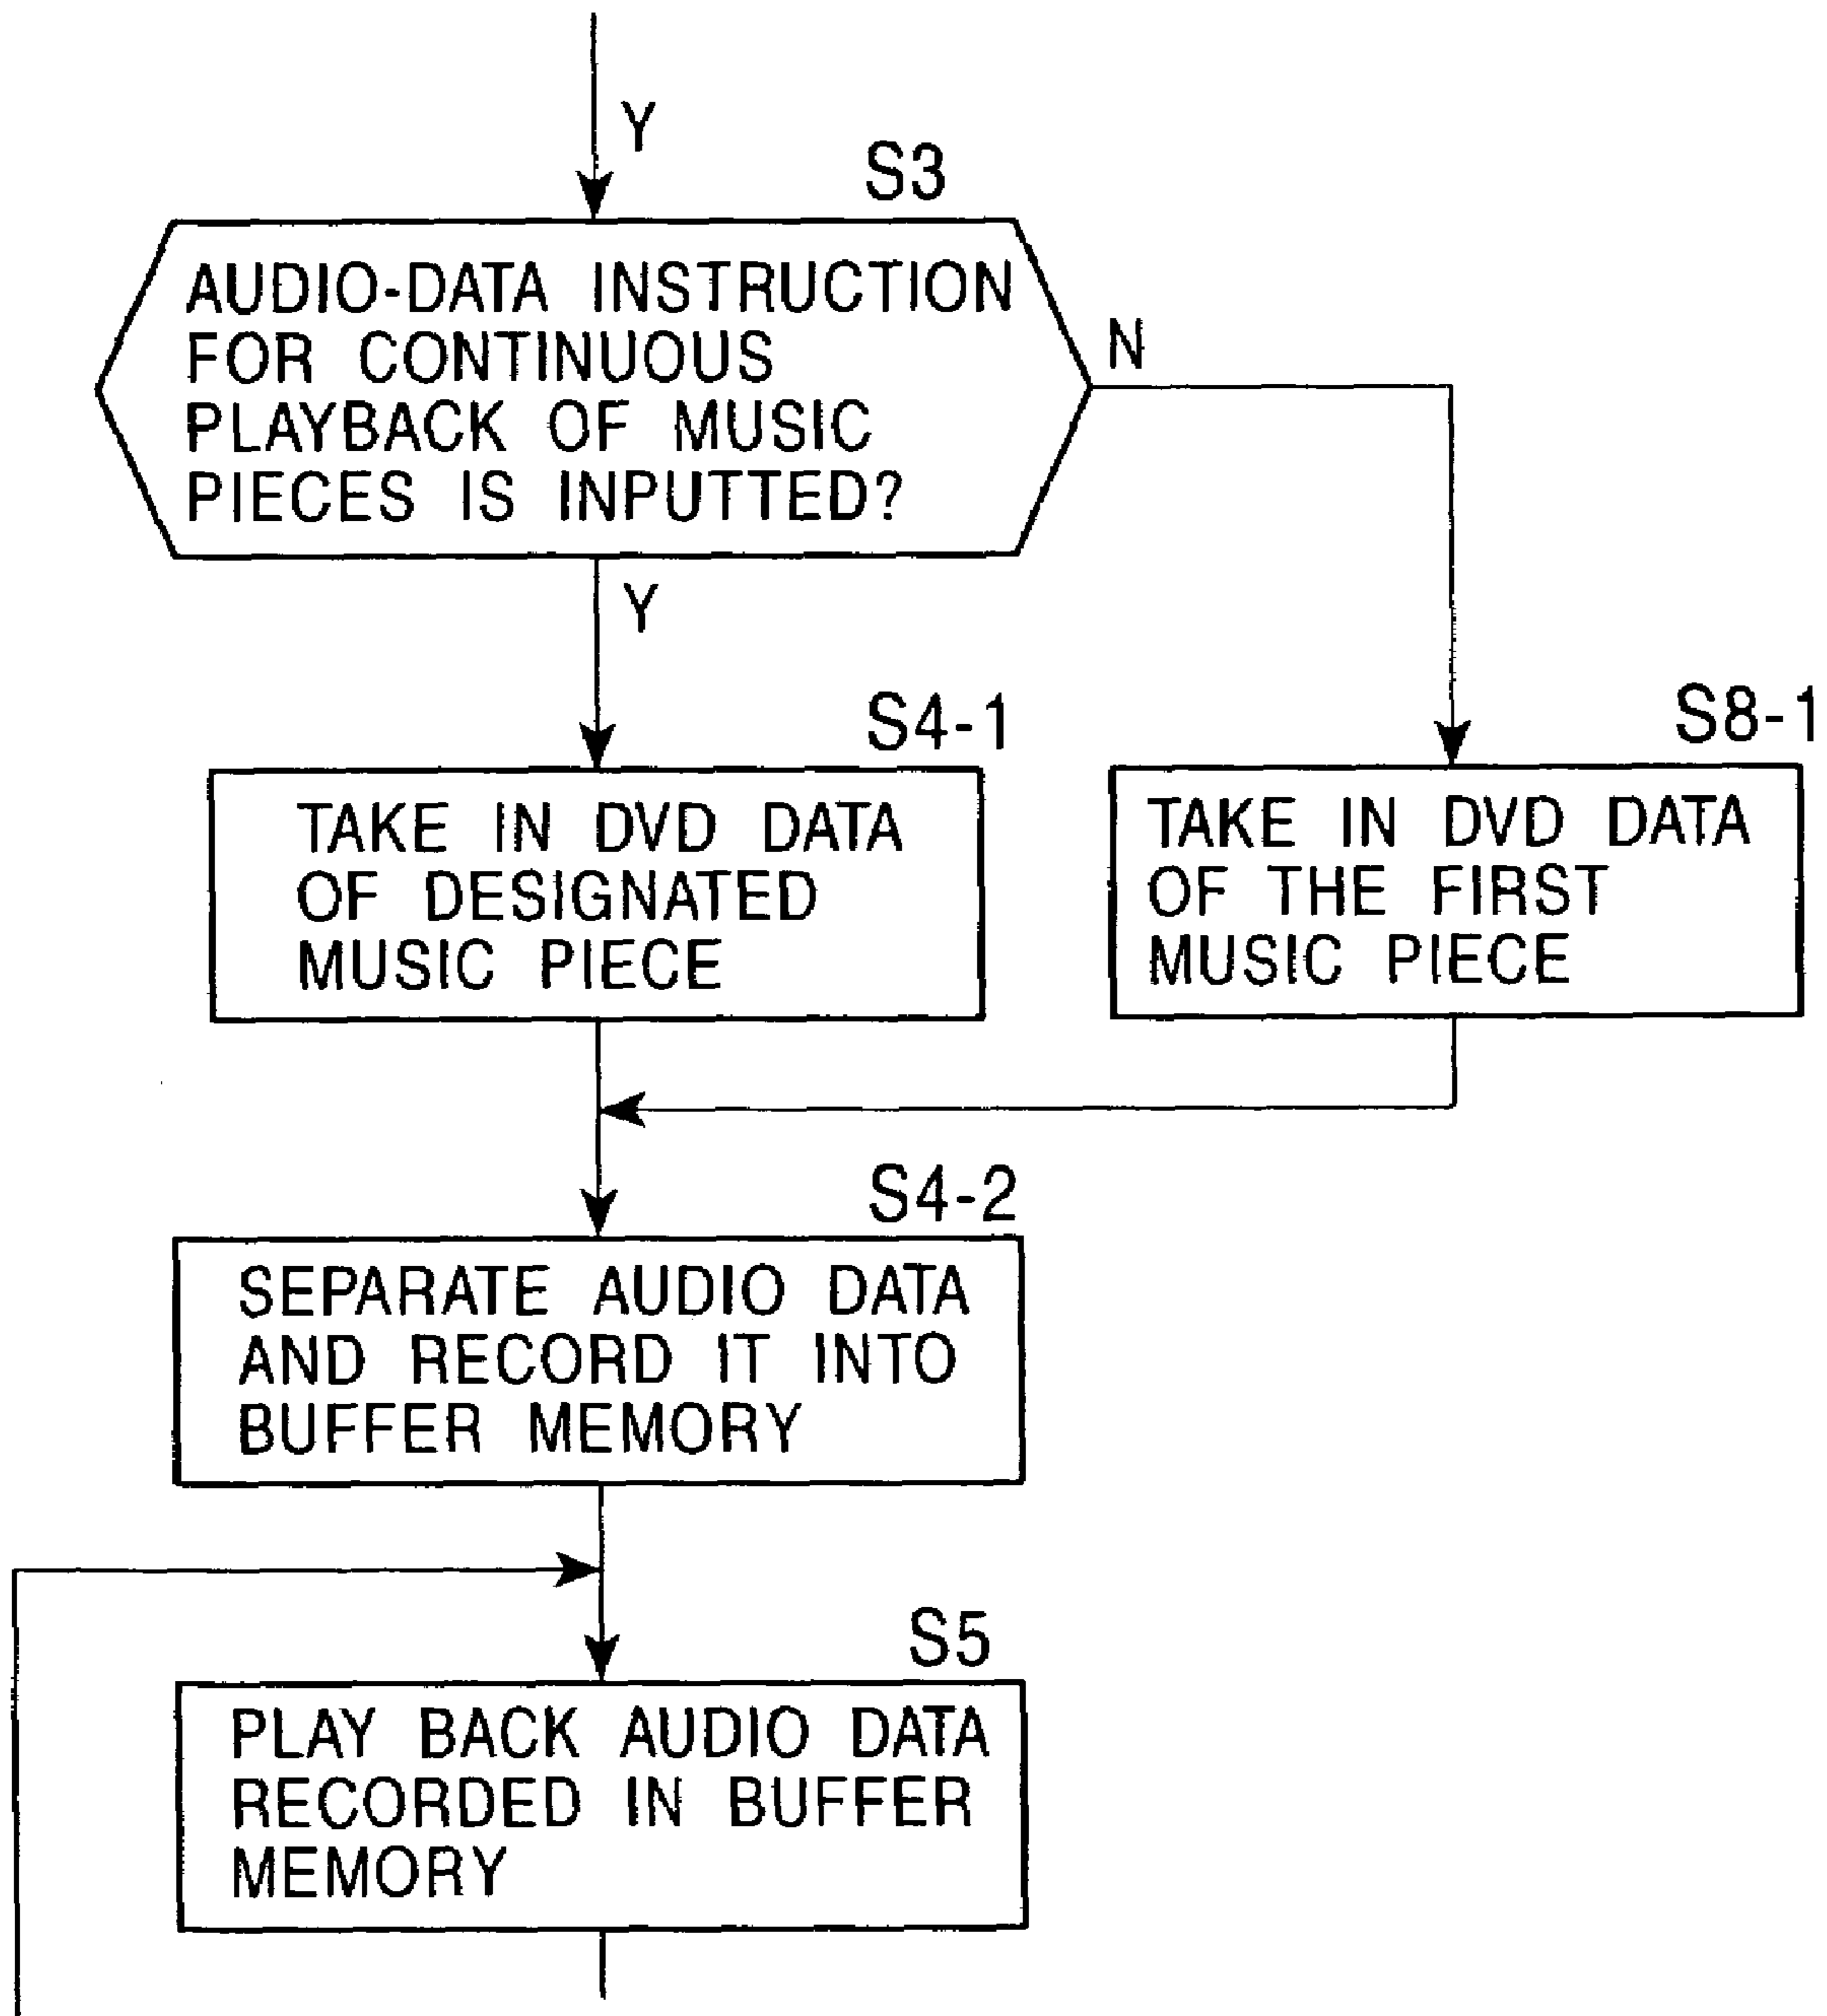 Y
S3
AUDIO-DATA INSTRUCTION
FOR CONTINUOUS
PLAYBACK OF MUSIC
PIECES IS INPUTTED?
N
Y
S4-1
TAKE IN DVD DATA
OF DESIGNATED
MUSIC PIECE
S8-1
TAKE IN DVD DATA
OF THE FIRST
MUSIC PIECE
S4-2
SEPARATE AUDIO DATA
AND RECORD IT INTO
BUFFER MEMORY
S5
PLAY BACK AUDIO DATA
RECORDED IN BUFFER
MEMORY